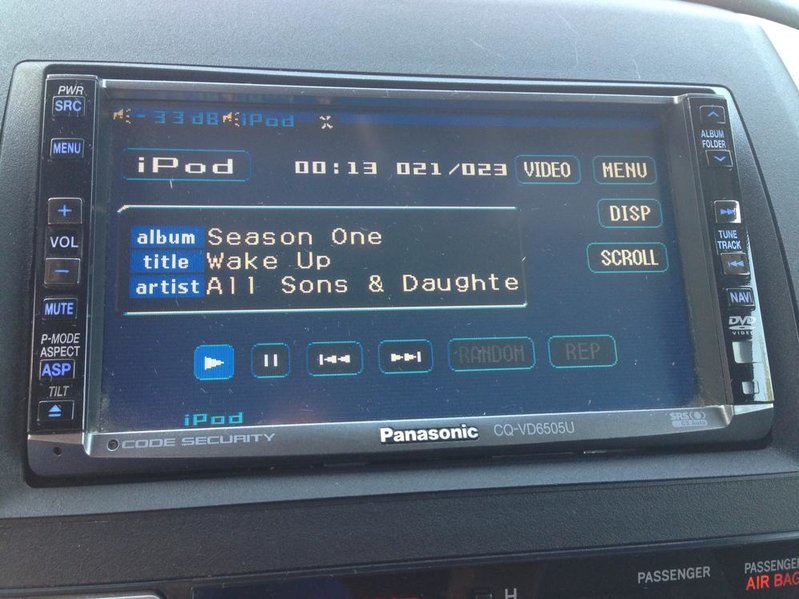 PWR
SRC
MENU
+
VOL
−
MUTE
P-MODE
ASPECT
ASP
TILT
-33dB iPod
iPod 00:13 021/023 VIDEO MENU
DISP
SCROLL
album Season One
title Wake Up
artist All Sons & Daughte
RANDOM REP
iPod
ALBUM
FOLDER
TUNE
TRACK
NAVI
DVD
VIDEO
CODE SECURITY
Panasonic CQ-VD6505U
SRS
PASSENGER
PASSENGER
AIR BAG
H